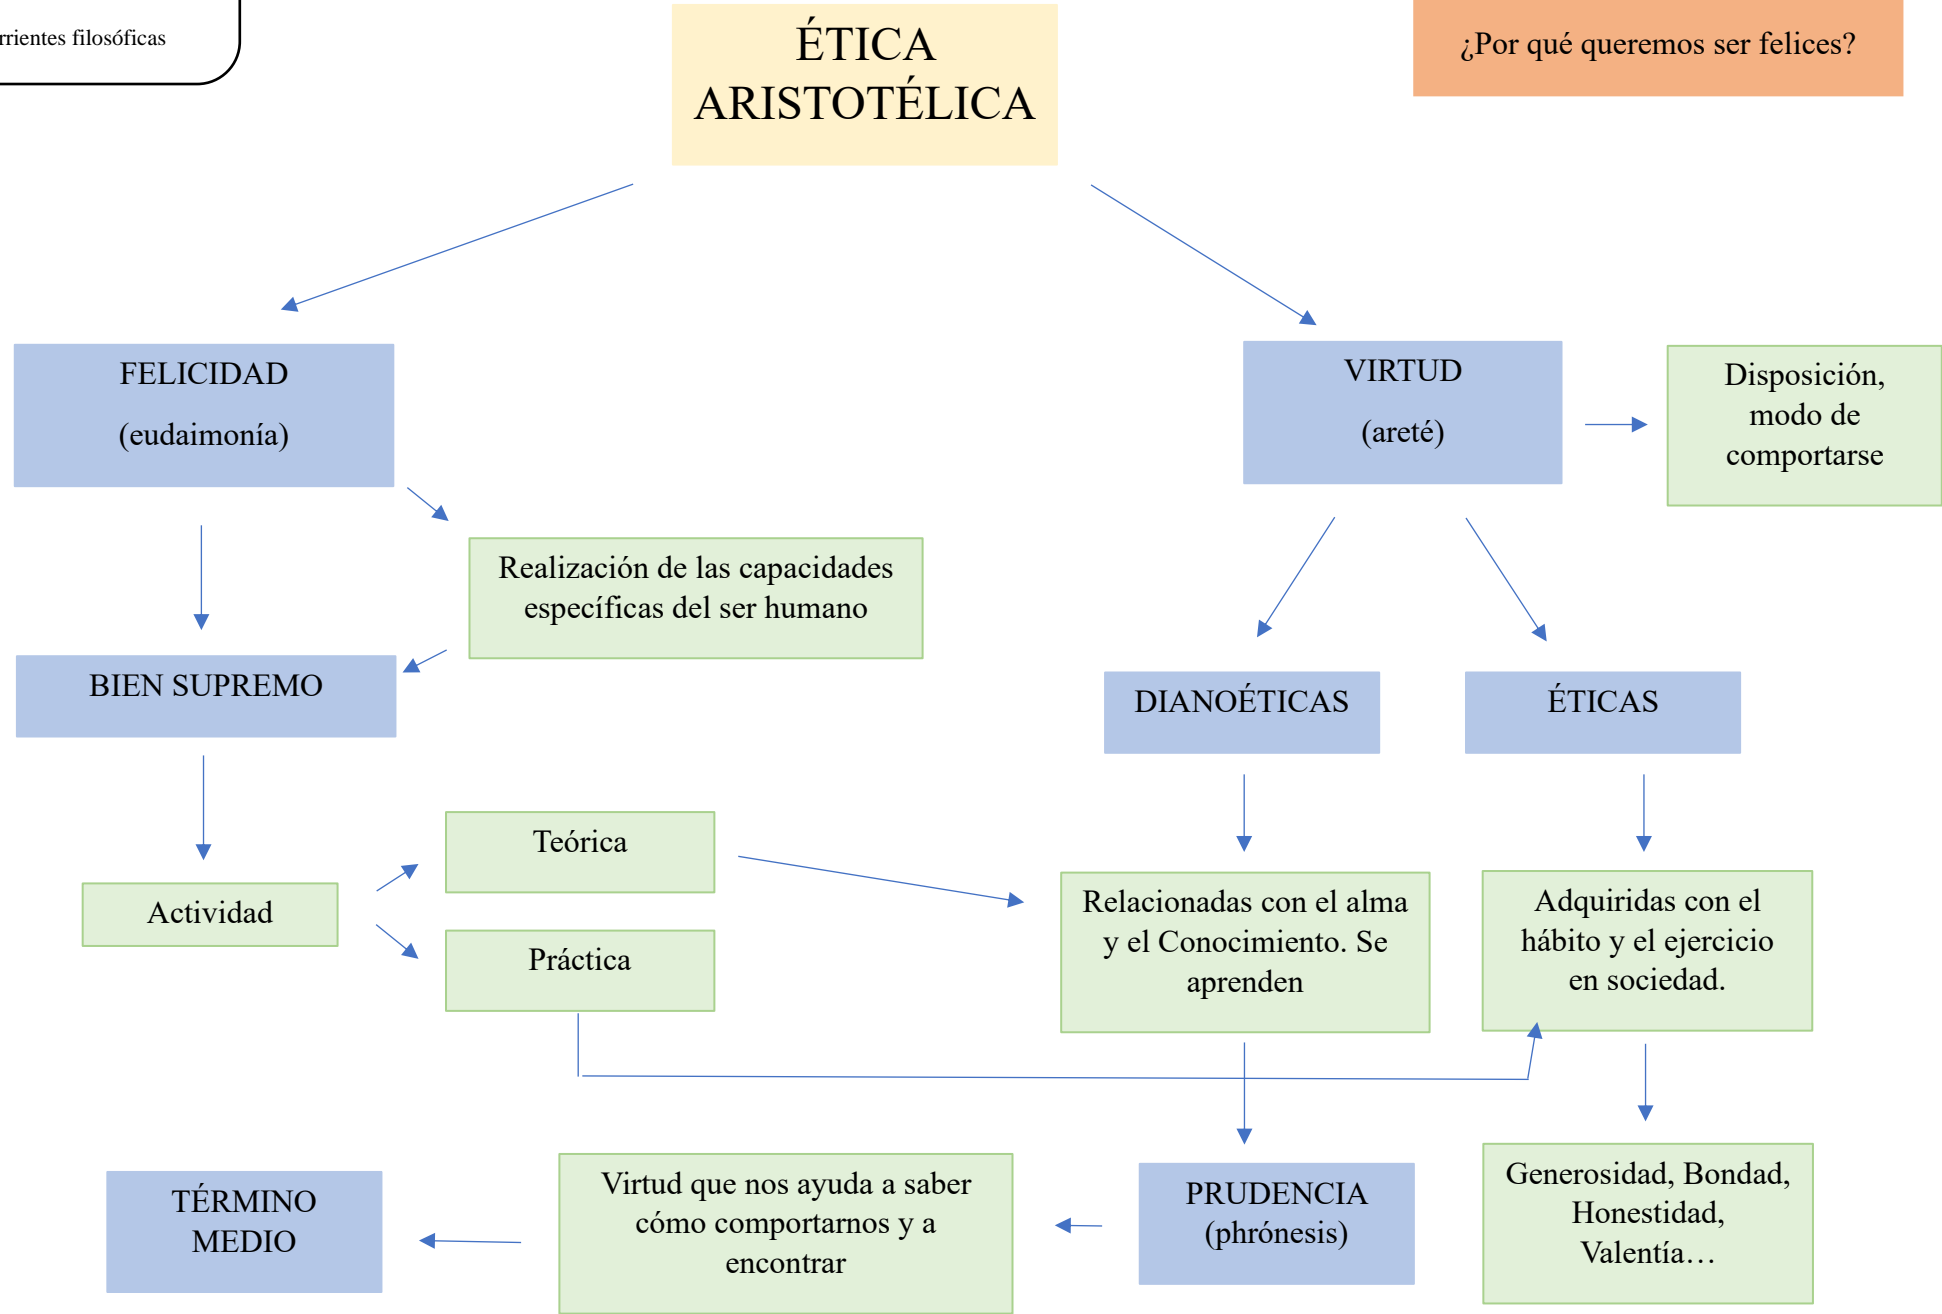 filosóficas
ÉTICA
ARISTOTÉLICA
¿Por qué queremos ser felices?
FELICIDAD
(eudaimonía)
VIRTUD
(areté)
Disposición,
modo de
comportarse
Realización de las capacidades
específicas del ser humano
BIEN SUPREMO
DIANOÉTICAS
ÉTICAS
Teórica
Actividad
Práctica
Relacionadas con el alma
y el Conocimiento. Se
aprenden
Adquiridas con el
hábito y el ejercicio
en sociedad.
TÉRMINO
MEDIO
Virtud que nos ayuda a saber
cómo comportarnos y a
encontrar
PRUDENCIA
(phrónesis)
Generosidad, Bondad,
Honestidad,
Valentía…